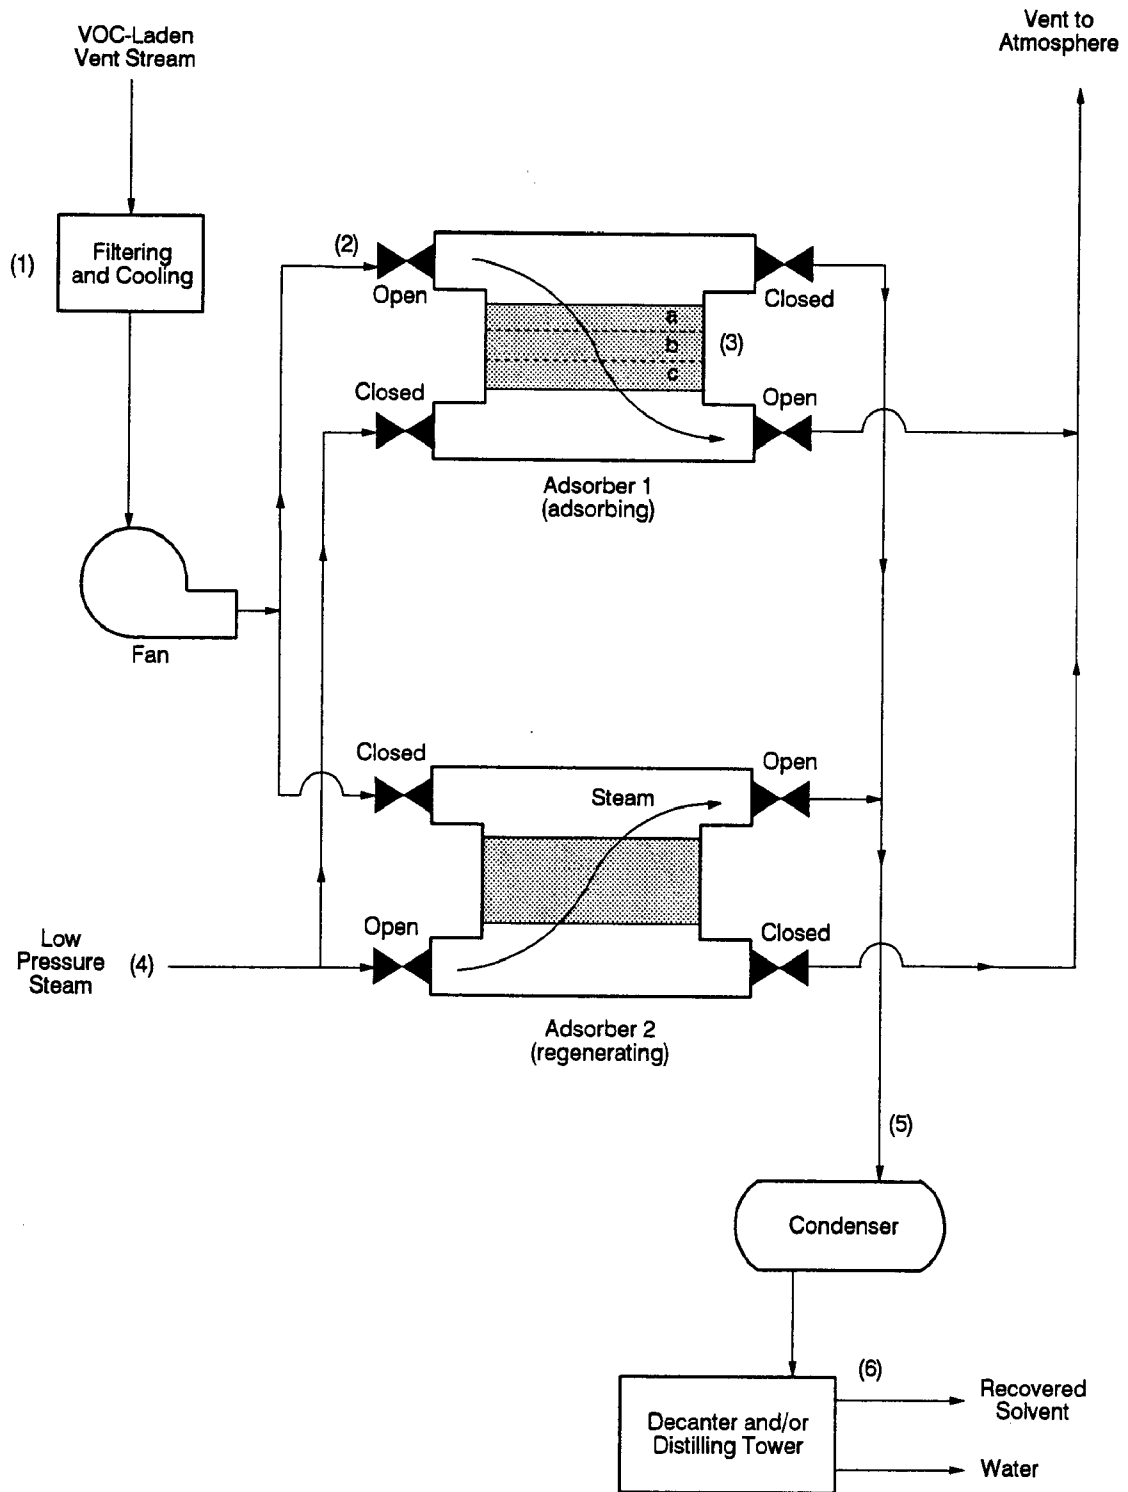 VOC-Laden
Vent Stream
Vent to
Atmosphere
(1)
Filtering
and Cooling
(2)
Open
Closed
a
b
c
(3)
Closed
Open
Adsorber 1
(adsorbing)
Fan
Closed
Open
Steam
Open
Closed
Low
Pressure
Steam
(4)
Adsorber 2
(regenerating)
(5)
Condenser
(6)
Decanter and/or
Distilling Tower
Recovered
Solvent
Water